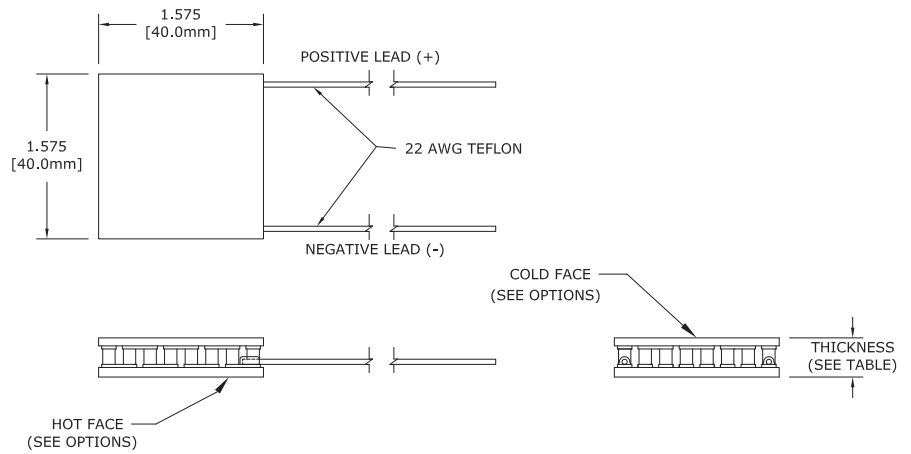 1.575
[40.0mm]
POSITIVE LEAD (+)
1.575
[40.0mm]
22 AWG TEFLON
NEGATIVE LEAD (-)
COLD FACE
(SEE OPTIONS)
THICKNESS
(SEE TABLE)
HOT FACE
(SEE OPTIONS)